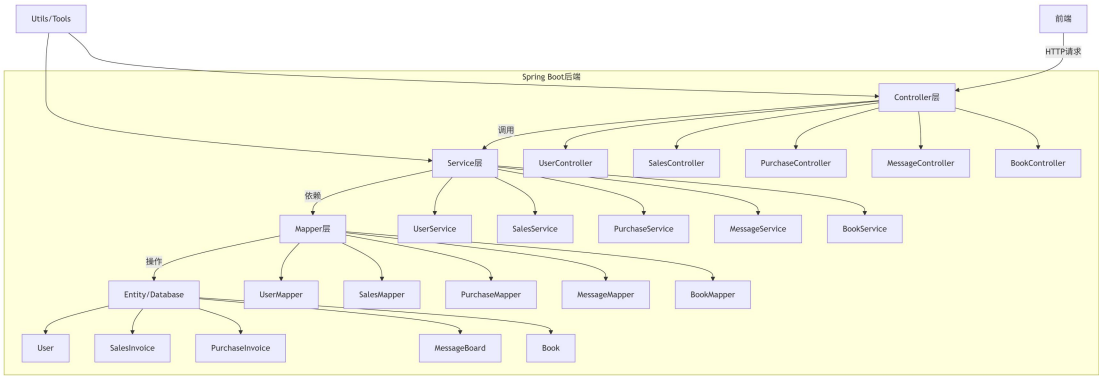 Utils/Tools
前端
HTTP请求
Spring Boot后端
Controller层
调用
Service层
UserController
SalesController
PurchaseController
MessageController
BookController
依赖
Mapper层
UserService
SalesService
PurchaseService
MessageService
BookService
操作
Entity/Database
UserMapper
SalesMapper
PurchaseMapper
MessageMapper
BookMapper
User
SalesInvoice
PurchaseInvoice
MessageBoard
Book